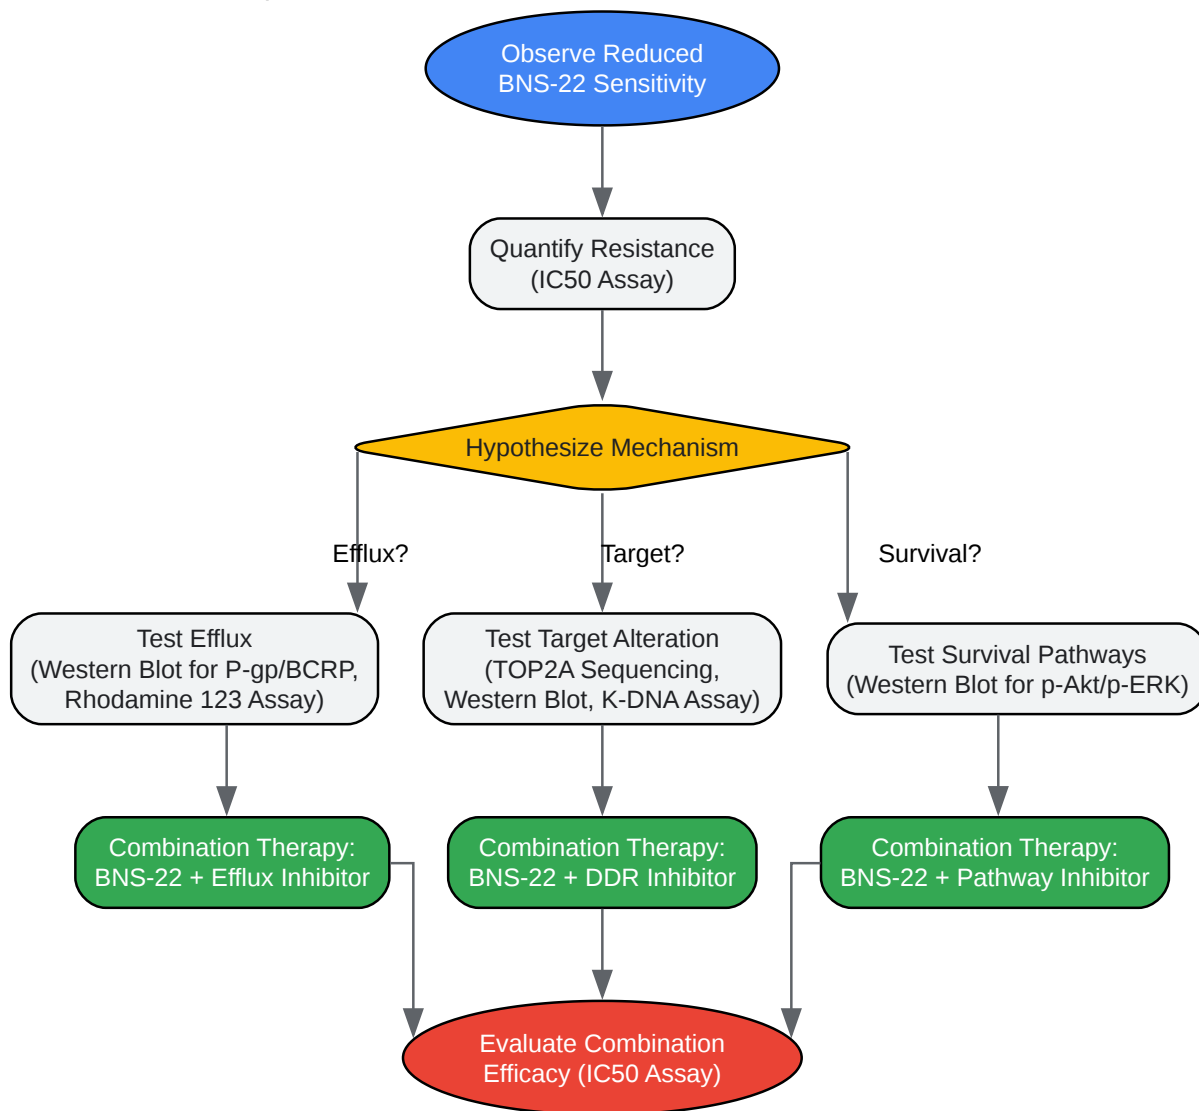 Observe Reduced
BNS-22 Sensitivity
Quantify Resistance
(IC50 Assay)
Hypothesize Mechanism
Efflux?
Target?
Survival?
Test Efflux
(Western Blot for P-gp/BCRP,
Rhodamine 123 Assay)
Test Target Alteration
(TOP2A Sequencing,
Western Blot, K-DNA Assay)
Test Survival Pathways
(Western Blot for p-Akt/p-ERK)
Combination Therapy:
BNS-22 + Efflux Inhibitor
Combination Therapy:
BNS-22 + DDR Inhibitor
Combination Therapy:
BNS-22 + Pathway Inhibitor
Evaluate Combination
Efficacy (IC50 Assay)